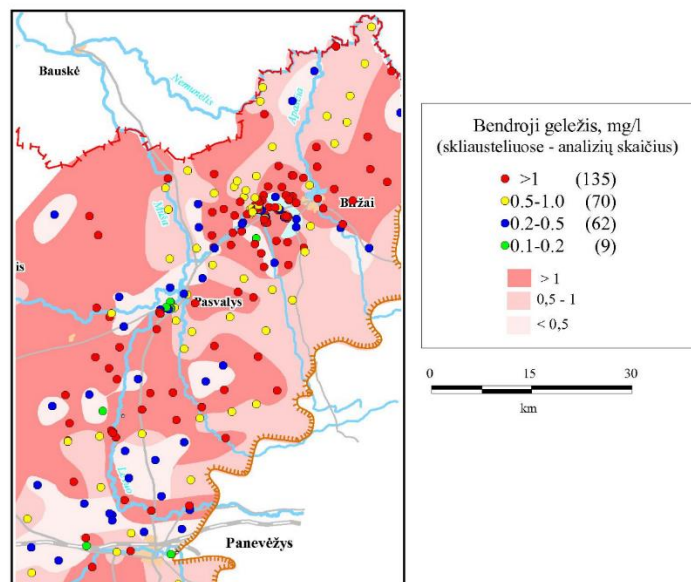 Bauskė
Nemunėlis
Apaščia
Mūša
Biržai
is
Pasvalys
Lėvuo
Panevėžys
Bendroji geležis, mg/l
(skliausteliuose - analizių skaičius)
>1 (135)
0.5-1.0 (70)
0.2-0.5 (62)
0.1-0.2 (9)
> 1
0,5 - 1
< 0,5
0 15 30
km